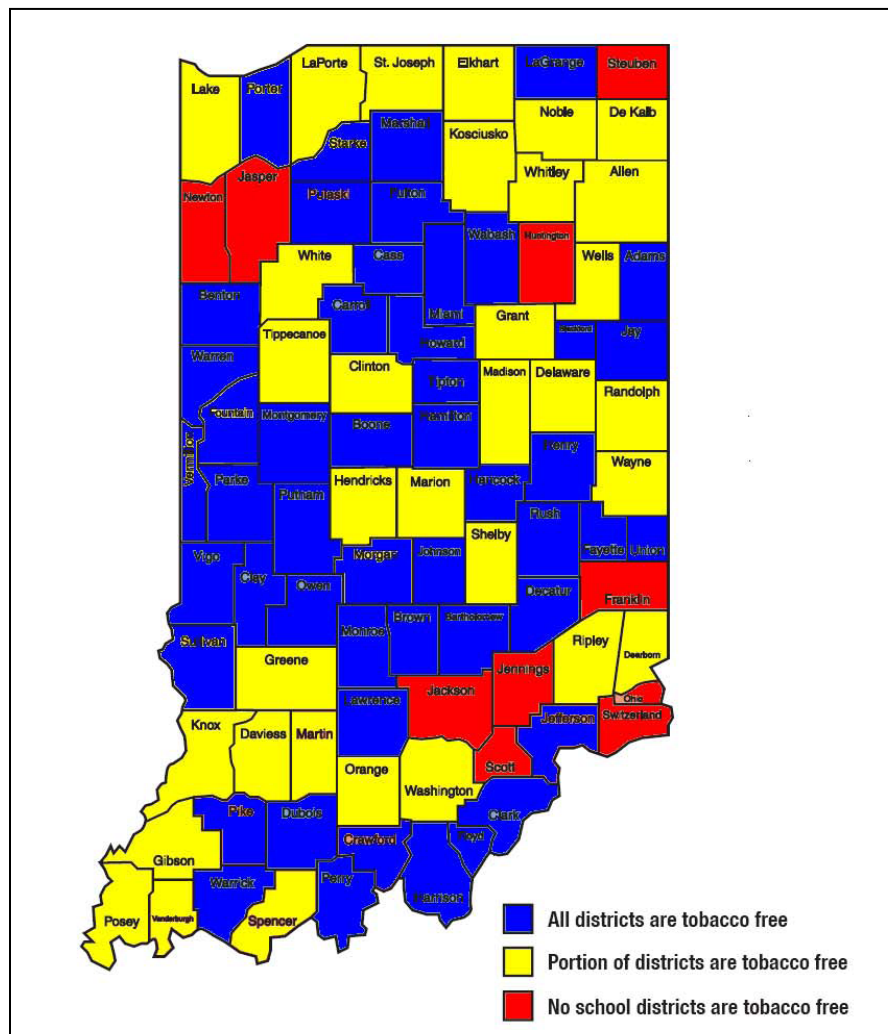 LaPorte
St. Joseph
Elkhart
LaGrange
Steuben
Lake
Porter
Noble
De Kalb
Marshall
Starke
Kosciusko
Whitley
Allen
Jasper
Newton
Pulaski
Fulton
Wabash
Huntington
White
Cass
Wells
Adams
Benton
Carroll
Miami
Grant
Blackford
Jay
Tippecanoe
Howard
Warren
Clinton
Tipton
Madison
Delaware
Randolph
Fountain
Montgomery
Boone
Hamilton
Henry
Vermillion
Parke
Putnam
Hendricks
Marion
Hancock
Wayne
Rush
Shelby
Fayette
Union
Vigo
Clay
Owen
Morgan
Johnson
Decatur
Franklin
Monroe
Brown
Bartholomew
Ripley
Dearborn
Greene
Jennings
Jackson
Lawrence
Ohio
Switzerland
Jefferson
Knox
Daviess
Martin
Orange
Washington
Scott
Pike
Dubois
Crawford
Floyd
Clark
Gibson
Warrick
Perry
Harrison
Posey
Vanderburgh
Spencer
All districts are tobacco free
Portion of districts are tobacco free
No school districts are tobacco free